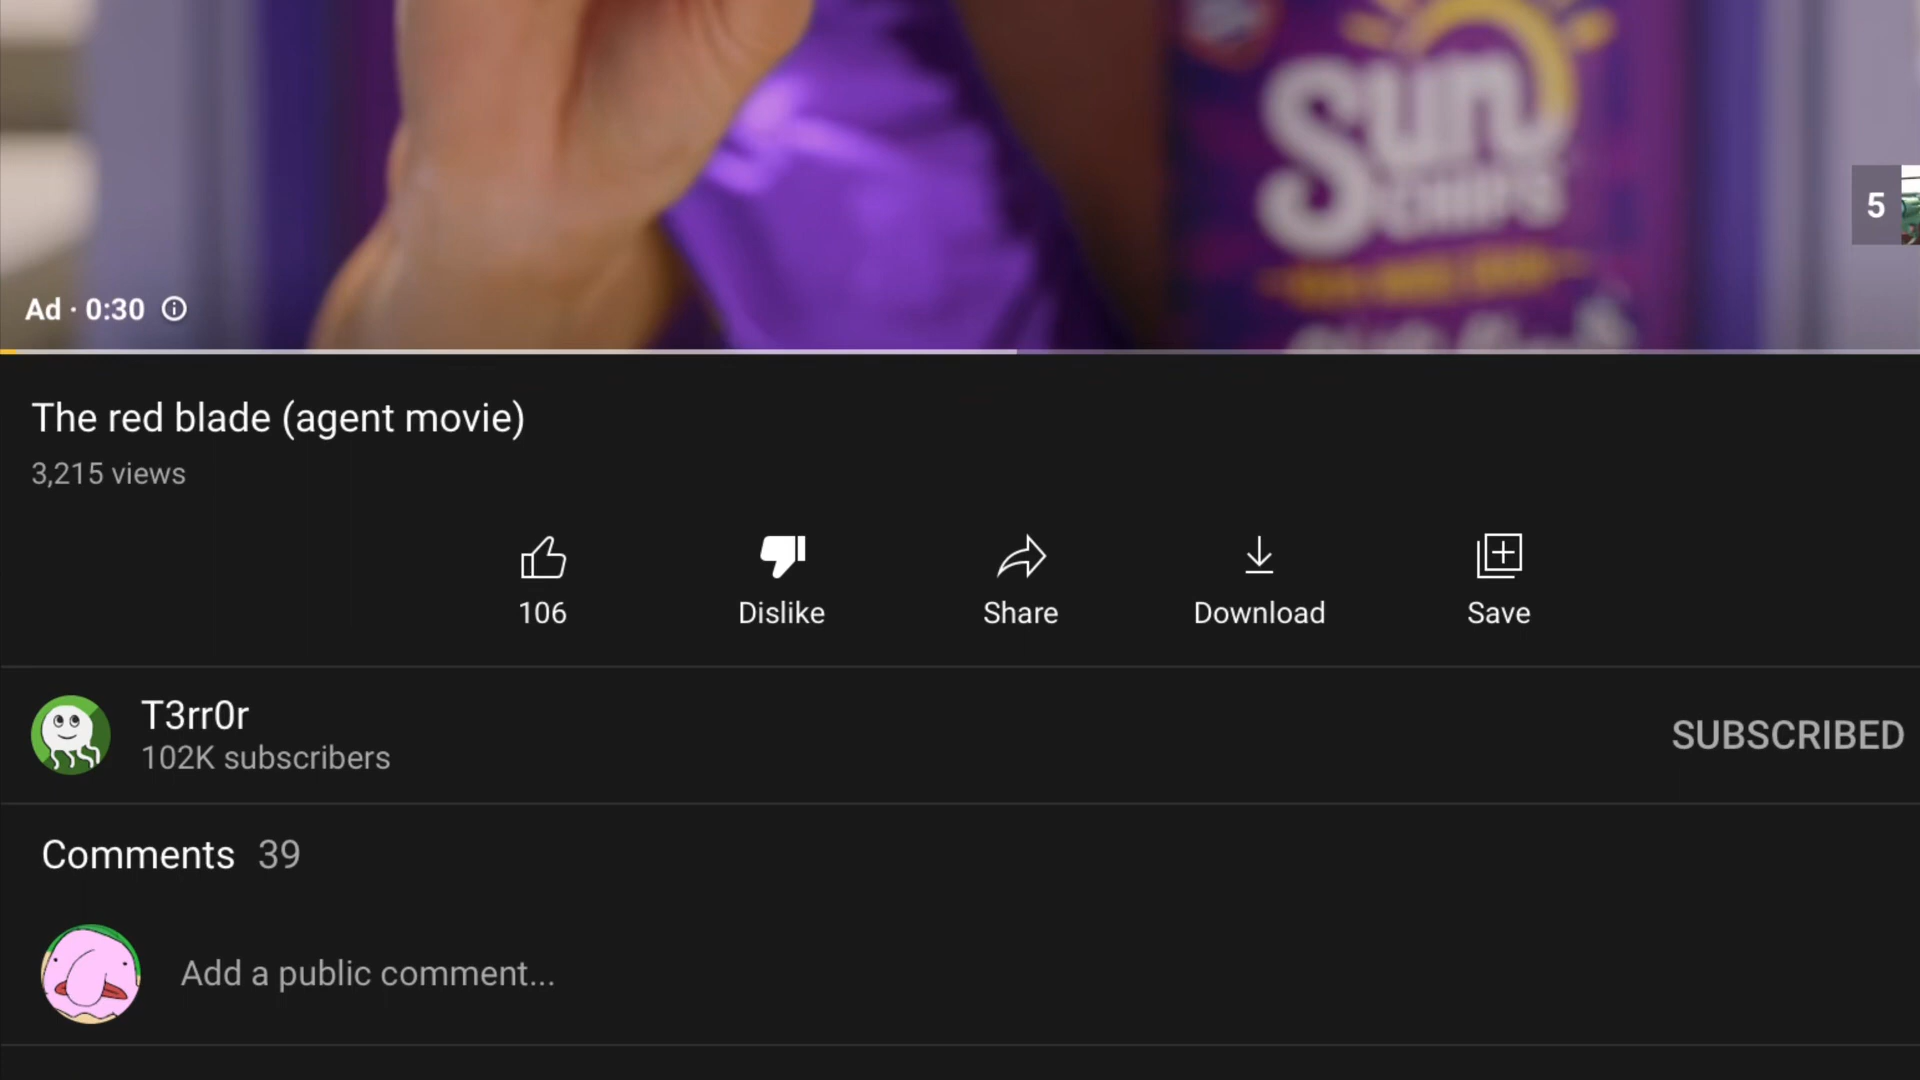 Sun
CHIPS
5
Ad · 0:30
The red blade (agent movie)
3,215 views
106
Dislike
Share
Download
Save
T3rr0r
102K subscribers
SUBSCRIBED
Comments 39
Add a public comment...